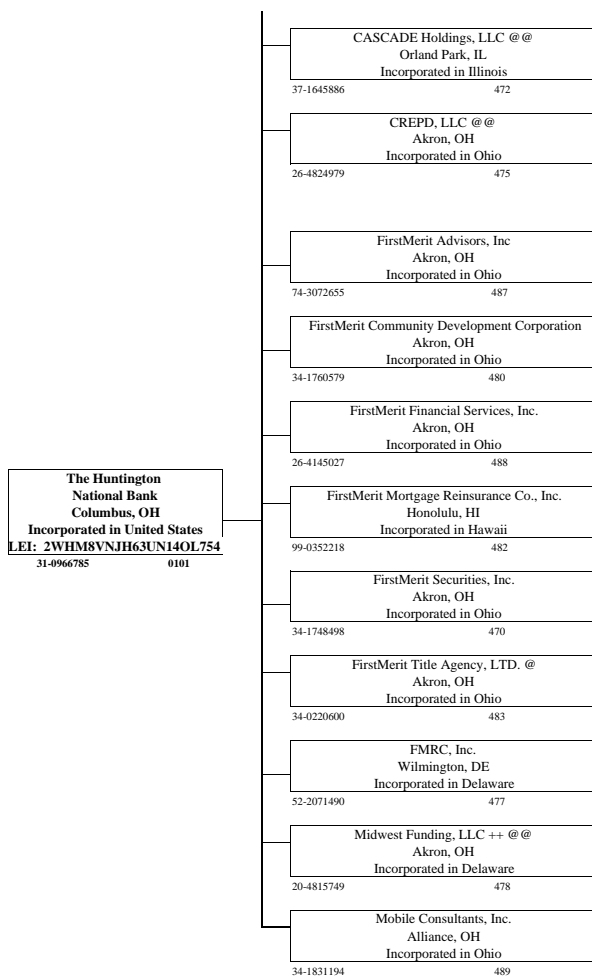 CASCADE Holdings, LLC @@
Orland Park, IL
Incorporated in Illinois
37-1645886 472
CREPD, LLC @@
Akron, OH
Incorporated in Ohio
26-4824979 475
FirstMerit Advisors, Inc
Akron, OH
Incorporated in Ohio
74-3072655 487
FirstMerit Community Development Corporation
Akron, OH
Incorporated in Ohio
34-1760579 480
FirstMerit Financial Services, Inc.
Akron, OH
Incorporated in Ohio
26-4145027 488
The Huntington
National Bank
Columbus, OH
Incorporated in United States
LEI: 2WHM8VNJH63UN14OL754
31-0966785 0101
FirstMerit Mortgage Reinsurance Co., Inc.
Honolulu, HI
Incorporated in Hawaii
99-0352218 482
FirstMerit Securities, Inc.
Akron, OH
Incorporated in Ohio
34-1748498 470
FirstMerit Title Agency, LTD. @
Akron, OH
Incorporated in Ohio
34-0220600 483
FMRC, Inc.
Wilmington, DE
Incorporated in Delaware
52-2071490 477
Midwest Funding, LLC ++ @@
Akron, OH
Incorporated in Delaware
20-4815749 478
Mobile Consultants, Inc.
Alliance, OH
Incorporated in Ohio
34-1831194 489